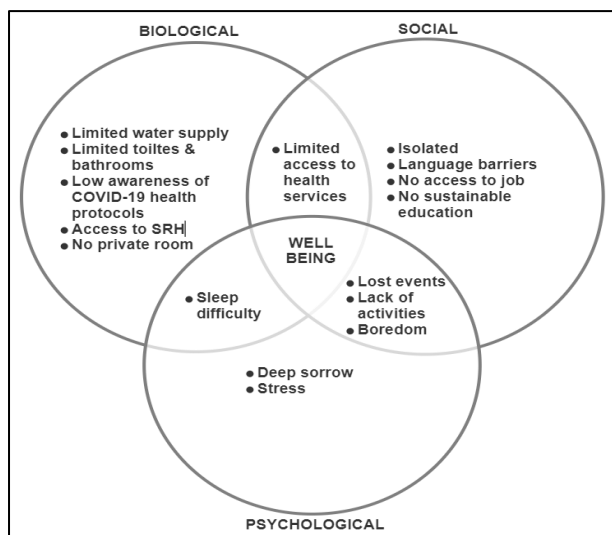 BIOLOGICAL
SOCIAL
● Limited water supply
● Limited toiltes &
bathrooms
● Low awareness of
COVID-19 health
protocols
● Access to SRH
● No private room
● Limited
access to
health
services
● Isolated
● Language barriers
● No access to job
● No sustainable
education
WELL
BEING
● Sleep
difficulty
● Lost events
● Lack of
activities
● Boredom
● Deep sorrow
● Stress
PSYCHOLOGICAL